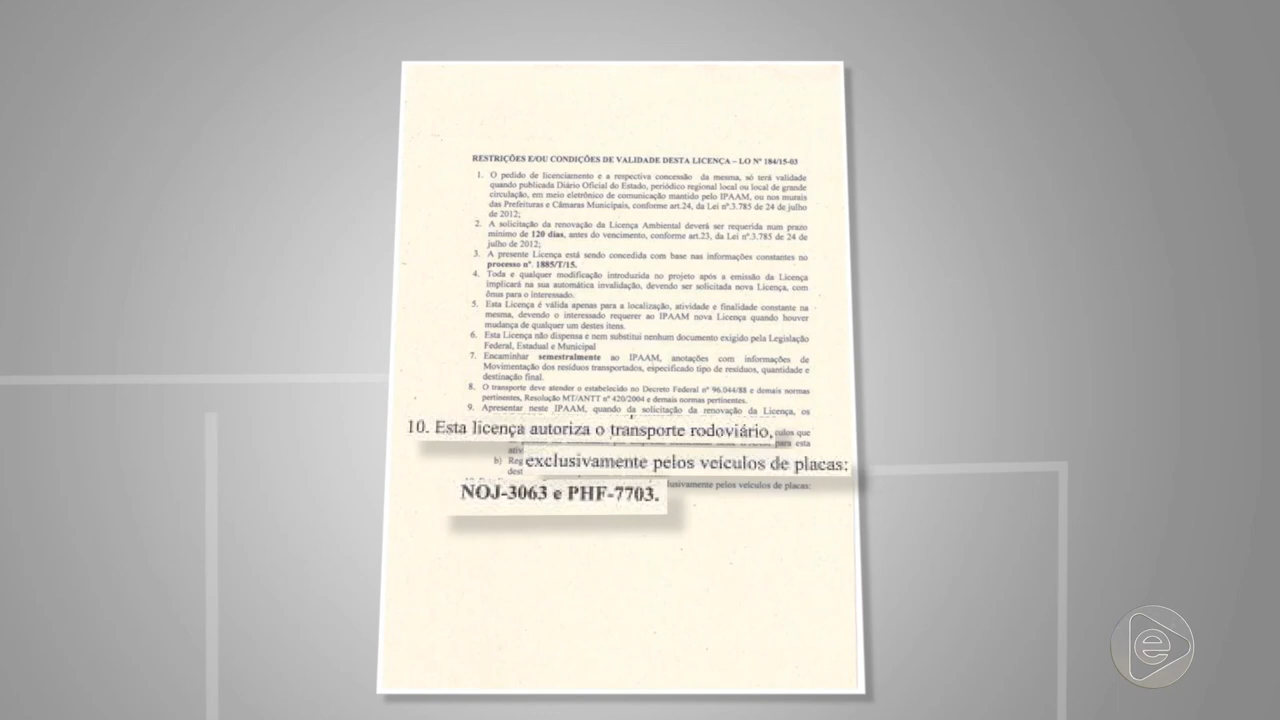 RESTRIÇÕES E/OU CONDIÇÕES DE VALIDADE DESTA LICENÇA – LO Nº 184/15-03
1. O pedido de licenciamento e a respectiva concessão da mesma, só terá validade
quando publicada Diário Oficial do Estado, periódico regional local ou local de grande
circulação, em meio eletrônico de comunicação mantido pelo IPAAM, ou nos murais
das Prefeituras e Câmaras Municipais, conforme art.24, da Lei nº.3.785 de 24 de julho
de 2012;
2. A solicitação da renovação da Licença Ambiental deverá ser requerida num prazo
mínimo de 120 dias, antes do vencimento, conforme art.23, da Lei nº.3.785 de 24 de
julho de 2012;
3. A presente Licença está sendo concedida com base nas informações constantes no
processo nº. 1885/T/15.
4. Toda e qualquer modificação introduzida no projeto após a emissão da Licença
implicará na sua automática invalidação, devendo ser solicitada nova Licença, com
ônus para o interessado.
5. Esta Licença é válida apenas para a localização, atividade e finalidade constante na
mesma, devendo o interessado requerer ao IPAAM nova Licença quando houver
mudança de qualquer um destes itens.
6. Esta Licença não dispensa e nem substitui nenhum documento exigido pela Legislação
Federal, Estadual e Municipal
7. Encaminhar semestralmente ao IPAAM, anotações com informações de
Movimentação dos resíduos transportados, especificado tipo de resíduos, quantidade e
destinação final.
8. O transporte deve atender o estabelecido no Decreto Federal nº 96.044/88 e demais normas
pertinentes, Resolução MT/ANTT nº 420/2004 e demais normas pertinentes.
9. Apresentar neste IPAAM, quando da solicitação da renovação da Licença, os
10. Esta licença autoriza o transporte rodoviário,
que
para esta
b) Reg
exclusivamente pelos veículos de placas:
dest
lusivamente pelos veículos de placas:
NOJ-3063 e PHF-7703.
e